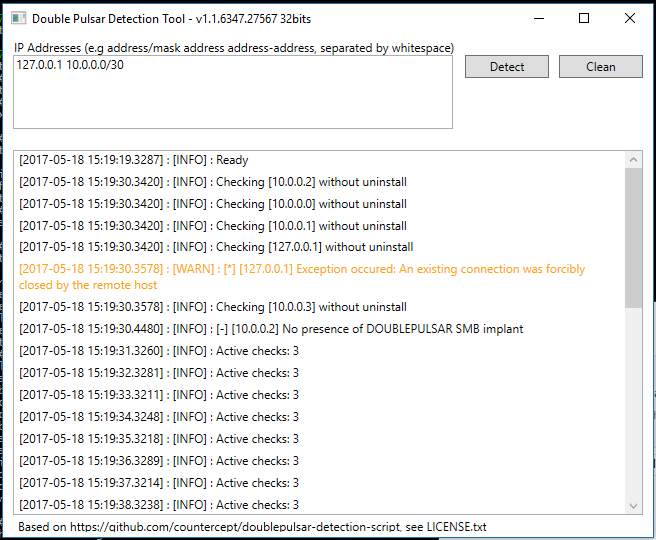 Double Pulsar Detection Tool - v1.1.6347.27567 32bits
IP Addresses (e.g address/mask address address-address, separated by whitespace)
127.0.0.1 10.0.0.0/30
Detect
Clean
[2017-05-18 15:19:19.3287] : [INFO] : Ready
[2017-05-18 15:19:30.3420] : [INFO] : Checking [10.0.0.2] without uninstall
[2017-05-18 15:19:30.3420] : [INFO] : Checking [10.0.0.0] without uninstall
[2017-05-18 15:19:30.3420] : [INFO] : Checking [10.0.0.1] without uninstall
[2017-05-18 15:19:30.3420] : [INFO] : Checking [127.0.0.1] without uninstall
[2017-05-18 15:19:30.3578] : [WARN] : [*] [127.0.0.1] Exception occured: An existing connection was forcibly
closed by the remote host
[2017-05-18 15:19:30.3578] : [INFO] : Checking [10.0.0.3] without uninstall
[2017-05-18 15:19:30.4480] : [INFO] : [-] [10.0.0.2] No presence of DOUBLEPULSAR SMB implant
[2017-05-18 15:19:31.3260] : [INFO] : Active checks: 3
[2017-05-18 15:19:32.3281] : [INFO] : Active checks: 3
[2017-05-18 15:19:33.3211] : [INFO] : Active checks: 3
[2017-05-18 15:19:34.3248] : [INFO] : Active checks: 3
[2017-05-18 15:19:35.3218] : [INFO] : Active checks: 3
[2017-05-18 15:19:36.3289] : [INFO] : Active checks: 3
[2017-05-18 15:19:37.3214] : [INFO] : Active checks: 3
[2017-05-18 15:19:38.3238] : [INFO] : Active checks: 3
Based on https://github.com/countercept/doublepulsar-detection-script, see LICENSE.txt